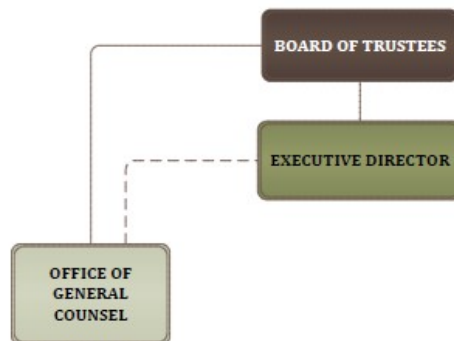 BOARD OF TRUSTEES
EXECUTIVE DIRECTOR
OFFICE OF
GENERAL
COUNSEL